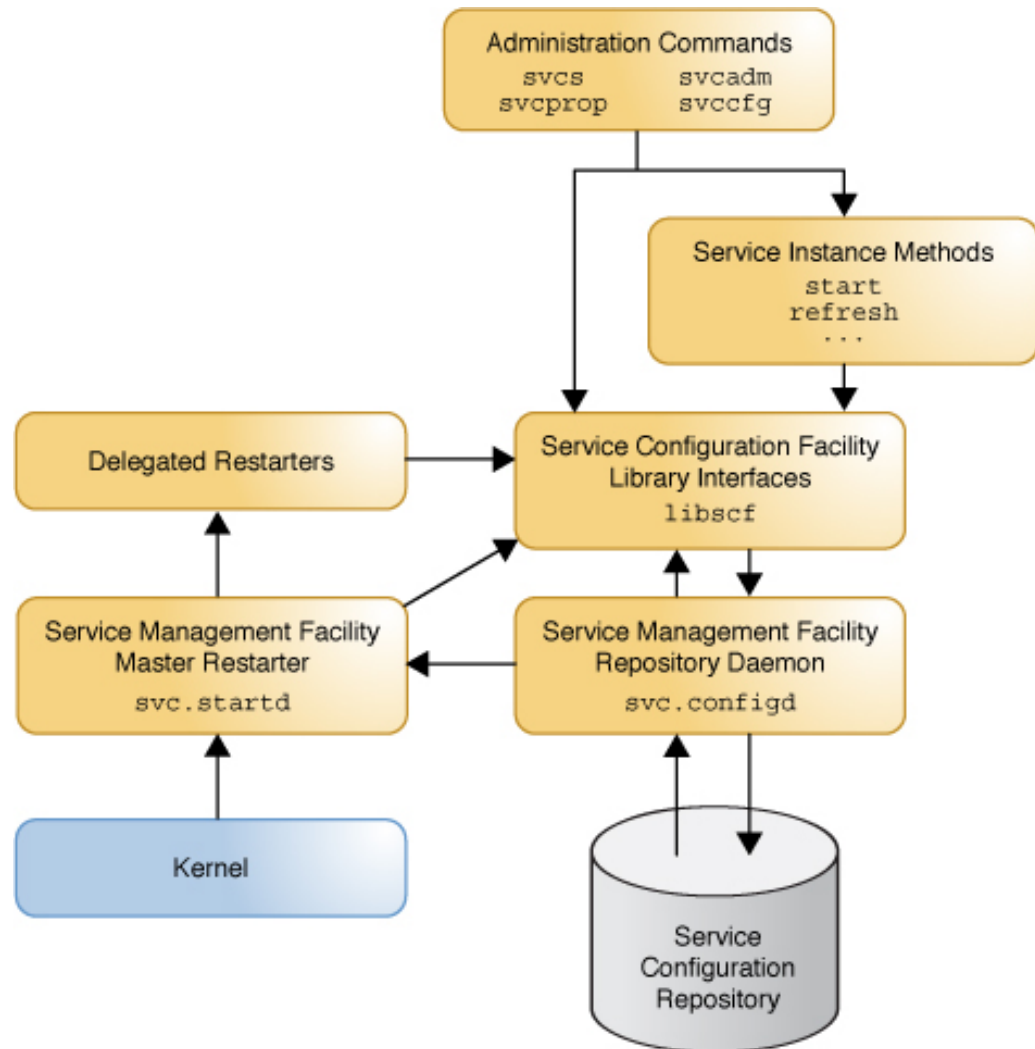 Administration Commands
svcs svcadm
svcprop svccfg
Service Instance Methods
start
refresh
...
Delegated Restarters
Service Configuration Facility
Library Interfaces
libscf
Service Management Facility
Master Restarter
svc.startd
Service Management Facility
Repository Daemon
svc.configd
Kernel
Service
Configuration
Repository